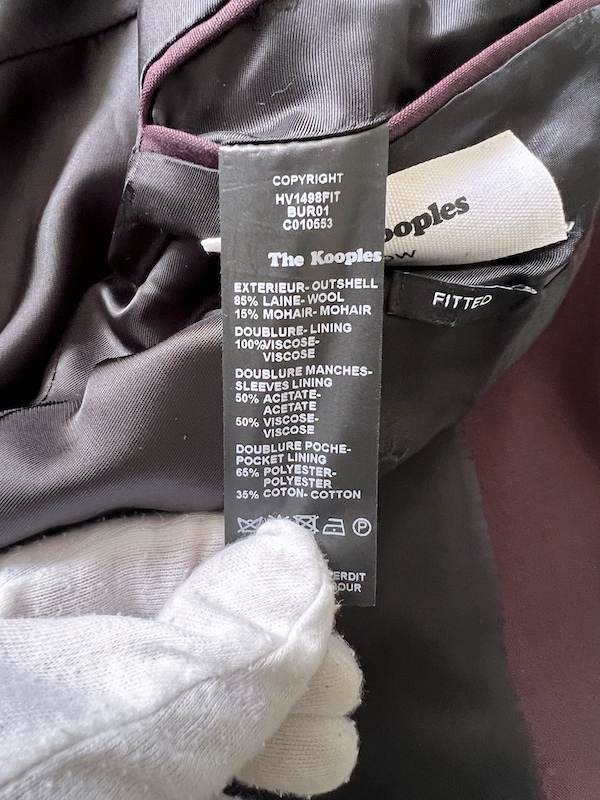 COPYRIGHT
HV1498FIT
BUR01
C010553
The Kooples
EXTERIEUR-OUTSHELL
85% LAINE-WOOL
15% MOHAIR-MOHAIR
DOUBLURE-LINING
100%VISCOSE-
VISCOSE
DOUBLURE MANCHES-
SLEEVES LINING
50% ACETATE-
ACETATE
50% VISCOSE-
VISCOSE
DOUBLURE POCHE-
POCKET LINING
65% POLYESTER-
POLYESTER
35% COTON-COTTON
P
ooples
OW
FITTED